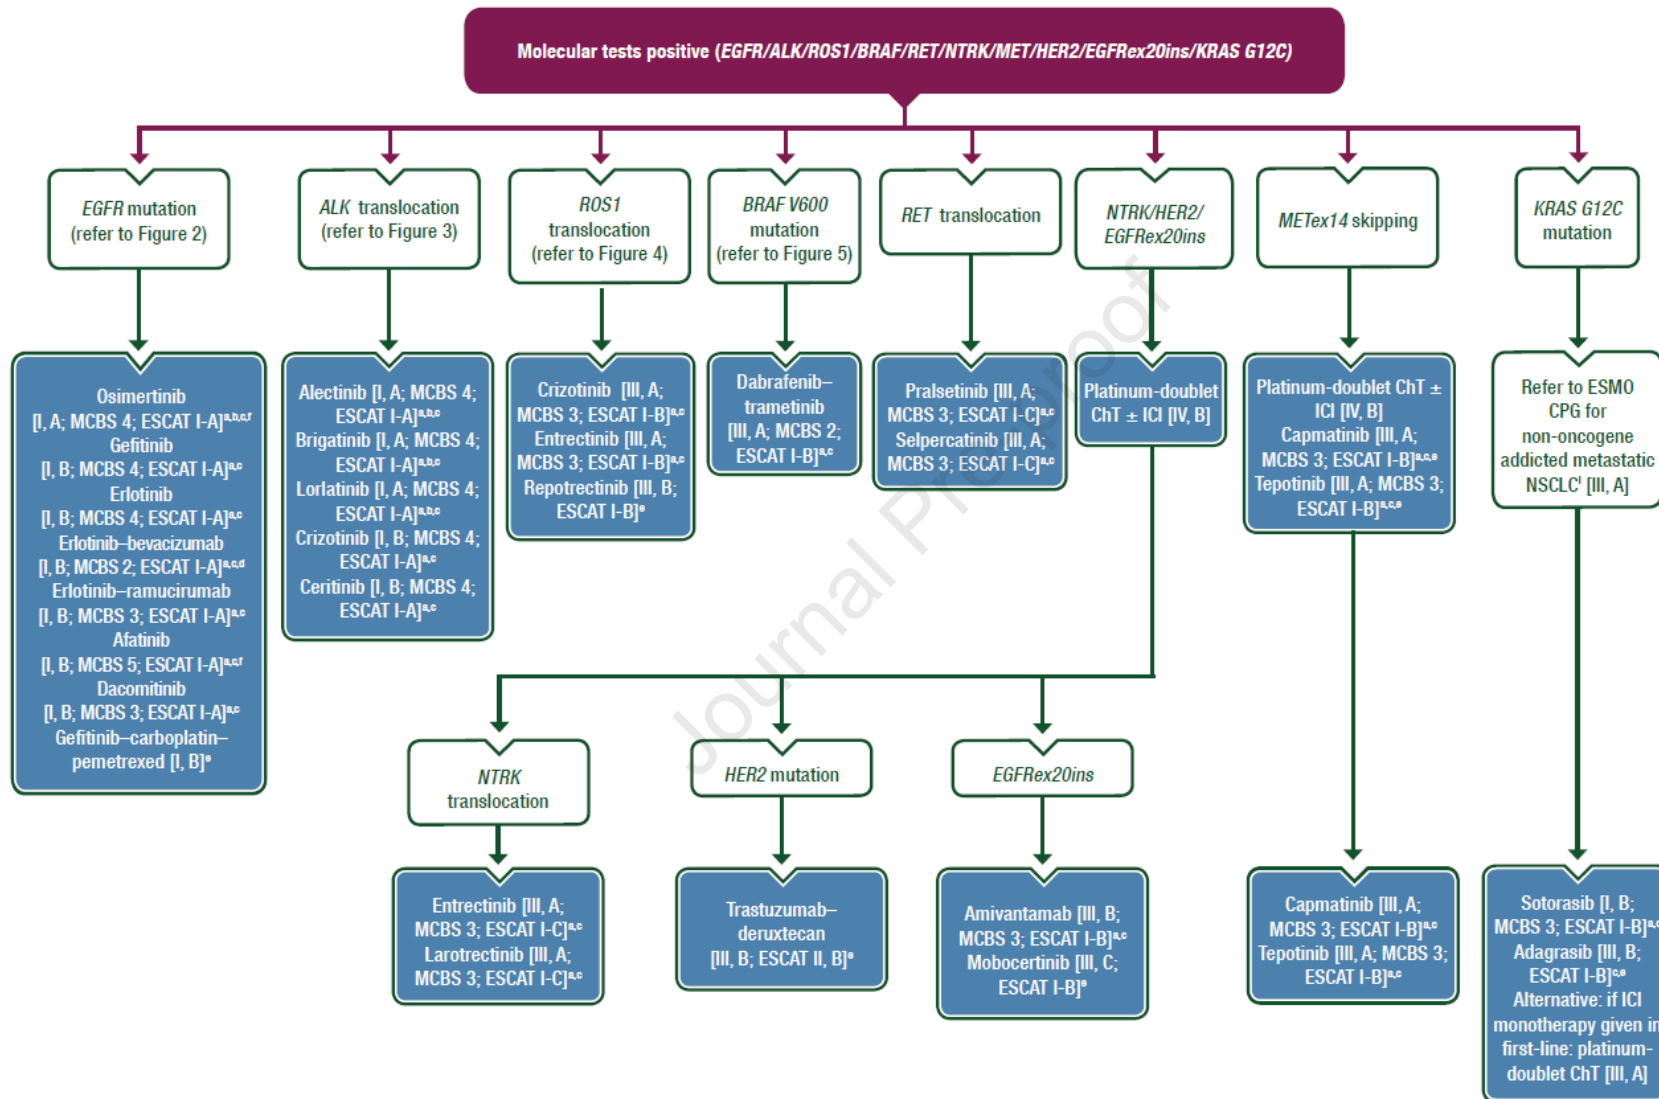 Molecular tests positive (EGFR/ALK/ROS1/BRAF/RET/NTRK/MET/HER2/EGFRex20ins/KRAS G12C)
EGFR mutation
(refer to Figure 2)
ALK translocation
(refer to Figure 3)
ROS1
translocation
(refer to Figure 4)
BRAF V600
mutation
(refer to Figure 5)
RET translocation
NTRK/HER2/
EGFRex20ins
METex14 skipping
KRAS G12C
mutation
Osimertinib
[I, A; MCBS 4; ESCAT I-A]a,b,c,f
Gefitinib
[I, B; MCBS 4; ESCAT I-A]a,c
Erlotinib
[I, B; MCBS 4; ESCAT I-A]a,c
Erlotinib–bevacizumab
[I, B; MCBS 2; ESCAT I-A]a,c,d
Erlotinib–ramucirumab
[I, B; MCBS 3; ESCAT I-A]a,c
Afatinib
[I, B; MCBS 5; ESCAT I-A]a,c,f
Dacomitinib
[I, B; MCBS 3; ESCAT I-A]a,c
Gefitinib–carboplatin–
pemetrexed [I, B]e
Alectinib [I, A; MCBS 4;
ESCAT I-A]a,b,c
Brigatinib [I, A; MCBS 4;
ESCAT I-A]a,b,c
Lorlatinib [I, A; MCBS 4;
ESCAT I-A]a,b,c
Crizotinib [I, B; MCBS 4;
ESCAT I-A]a,c
Ceritinib [I, B; MCBS 4;
ESCAT I-A]a,c
Crizotinib [III, A;
MCBS 3; ESCAT I-B]a,c
Entrectinib [III, A;
MCBS 3; ESCAT I-B]a,c
Repotrectinib [III, B;
ESCAT I-B]e
Dabrafenib–
trametinib
[III, A; MCBS 2;
ESCAT I-B]a,c
Pralsetinib [III, A;
MCBS 3; ESCAT I-C]a,c
Selpercatinib [III, A;
MCBS 3; ESCAT I-C]a,c
Platinum-doublet
ChT ± ICI [IV, B]
Platinum-doublet ChT ±
ICI [IV, B]
Capmatinib [III, A;
MCBS 3; ESCAT I-B]a,c,e
Tepotinib [III, A; MCBS 3;
ESCAT I-B]a,c,e
Refer to ESMO
CPG for
non-oncogene
addicted metastatic
NSCLCl [III, A]
NTRK
translocation
HER2 mutation
EGFRex20ins
Entrectinib [III, A;
MCBS 3; ESCAT I-C]a,c
Larotrectinib [III, A;
MCBS 3; ESCAT I-C]a,c
Trastuzumab–
deruxtecan
[III, B; ESCAT II, B]e
Amivantamab [III, B;
MCBS 3; ESCAT I-B]a,c
Mobocertinib [III, C;
ESCAT I-B]e
Capmatinib [III, A;
MCBS 3; ESCAT I-B]a,c
Tepotinib [III, A; MCBS 3;
ESCAT I-B]a,c
Sotorasib [I, B;
MCBS 3; ESCAT I-B]a,c
Adagrasib [III, B;
ESCAT I-B]c,e
Alternative: if ICI
monotherapy given in
first-line: platinum-
doublet ChT [III, A]
Journal Pre-proof